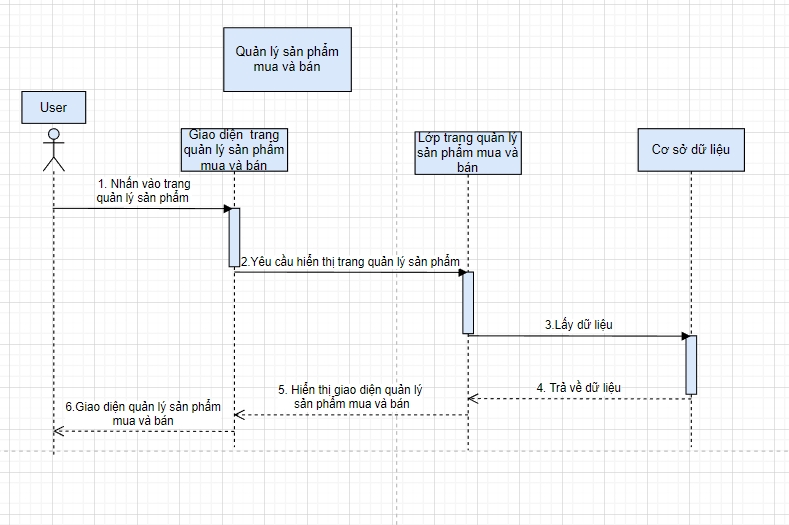 Quản lý sản phẩm
mua và bán
User
Giao diện trang
quản lý sản phẩm
mua và bán
Lớp trang quản lý
sản phẩm mua và
bán
Cơ sở dữ liệu
1. Nhấn vào trang
quản lý sản phẩm
2.Yêu cầu hiển thị trang quản lý sản phẩm
3.Lấy dữ liệu
4. Trả về dữ liệu
5. Hiển thị giao diện quản lý
sản phẩm mua và bán
6.Giao diện quản lý sản phẩm
mua và bán